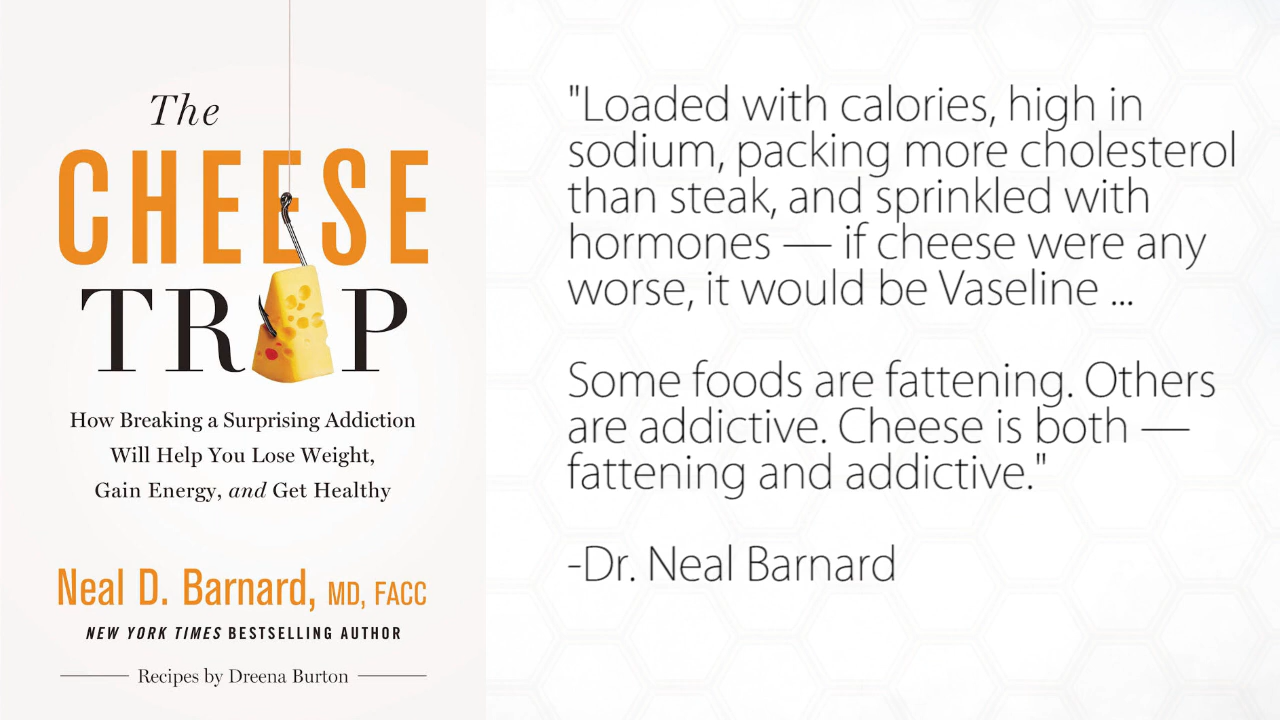 The
CHEESE
TRAP
How Breaking a Surprising Addiction
Will Help You Lose Weight,
Gain Energy, and Get Healthy
Neal D. Barnard, MD, FACC
NEW YORK TIMES BESTSELLING AUTHOR
Recipes by Dreena Burton
"Loaded with calories, high in
sodium, packing more cholesterol
than steak, and sprinkled with
hormones — if cheese were any
worse, it would be Vaseline ...
Some foods are fattening. Others
are addictive. Cheese is both —
fattening and addictive."
-Dr. Neal Barnard